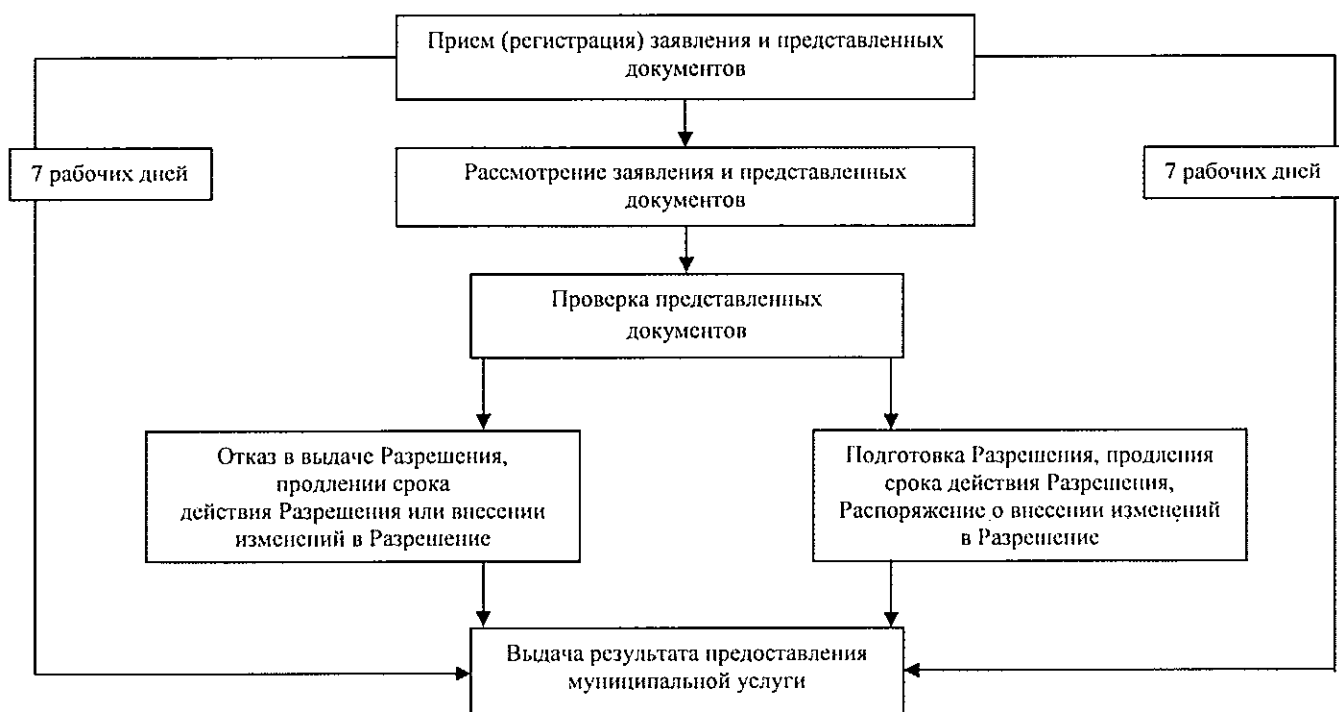 Прием (регистрация) заявления и представленных
документов
7 рабочих дней
Рассмотрение заявления и представленных
документов
7 рабочих дней
Проверка представленных
документов
Отказ в выдаче Разрешения,
продлении срока
действия Разрешения или внесении
изменений в Разрешение
Подготовка Разрешения, продления
срока действия Разрешения,
Распоряжение о внесении изменений
в Разрешение
Выдача результата предоставления
муниципальной услуги